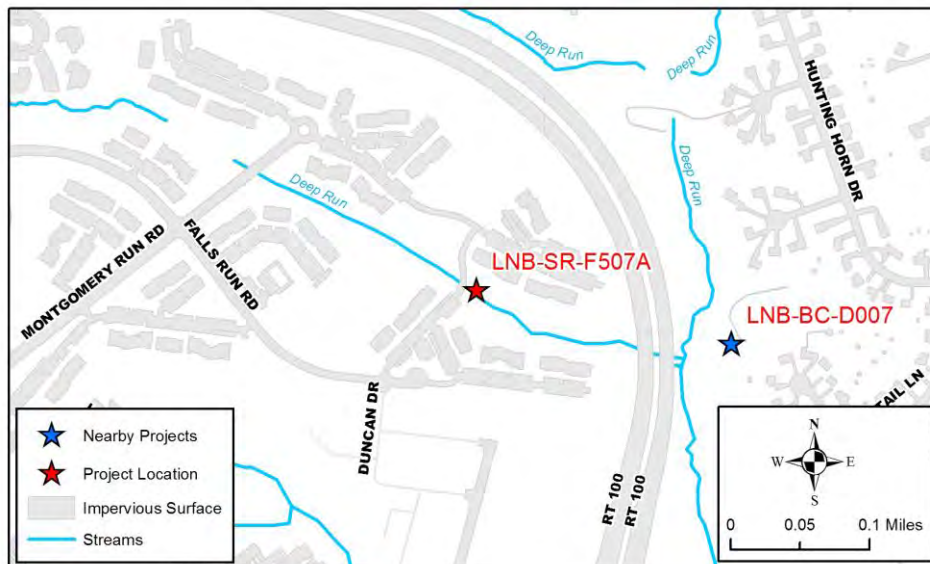 Deep Run
Deep Run
HUNTING HORN DR
Deep Run
Deep Run
MONTGOMERY RUN RD
FALLS RUN RD
LNB-SR-F507A
LNB-BC-D007
TAIL LN
DUNCAN DR
RT 100
RT 100
Nearby Projects
Project Location
Impervious Surface
Streams
N
W
E
S
0
0.05
0.1 Miles